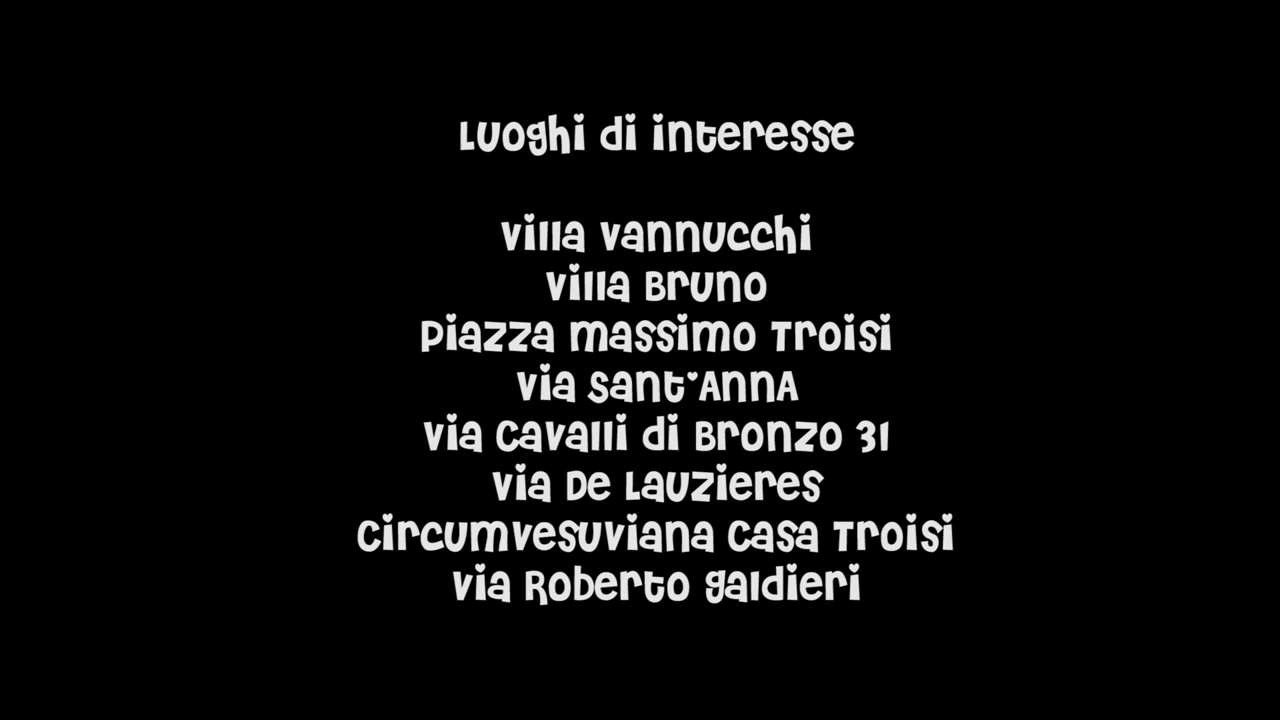 Luoghi di interesse
Villa Vannucchi
Villa Bruno
Piazza Massimo Troisi
Via Sant'Anna
Via Cavalli di Bronzo 31
Via De Lauzieres
Circumvesuviana Casa Troisi
Via Roberto Galdieri